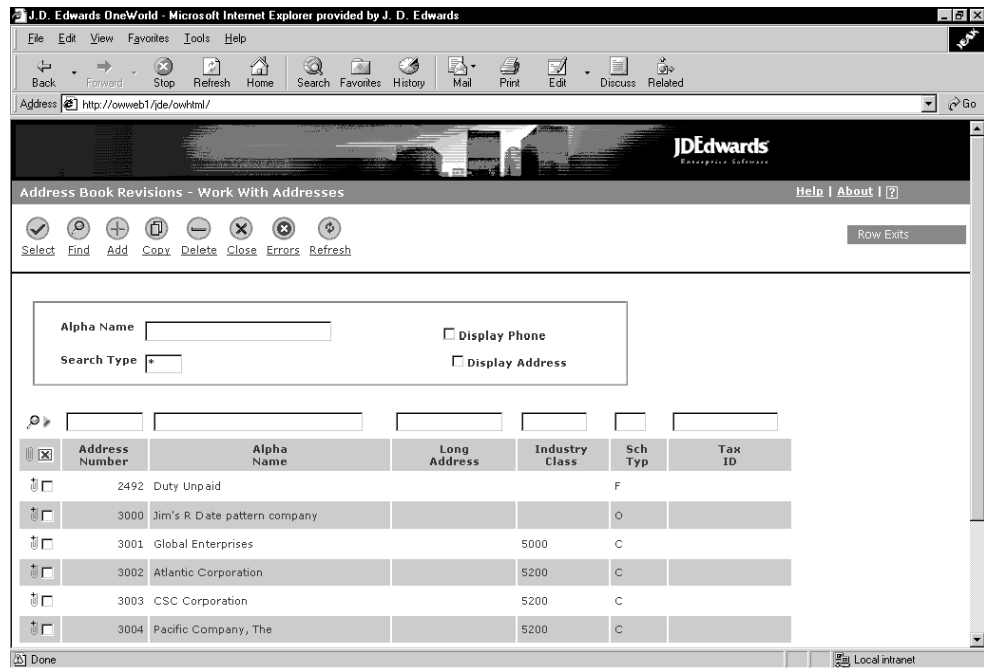 J.D. Edwards OneWorld - Microsoft Internet Explorer provided by J. D. Edwards
File Edit View Favorites Tools Help
Back Forward Stop Refresh Home Search Favorites History Mail Print Edit Discuss Related
Address http://owweb1/jde/owhtml/ Go
JDEdwards
Enterprise Software
Address Book Revisions - Work With Addresses Help | About | ?
Select Find Add Copy Delete Close Errors Refresh Row Exits
Alpha Name Display Phone
Search Type * Display Address
Address Number Alpha Name Long Address Industry Class Sch Typ Tax ID
2492 Duty Unpaid F
3000 Jim's R Date pattern company O
3001 Global Enterprises 5000 C
3002 Atlantic Corporation 5200 C
3003 CSC Corporation 5200 C
3004 Pacific Company, The 5200 C
Done Local intranet